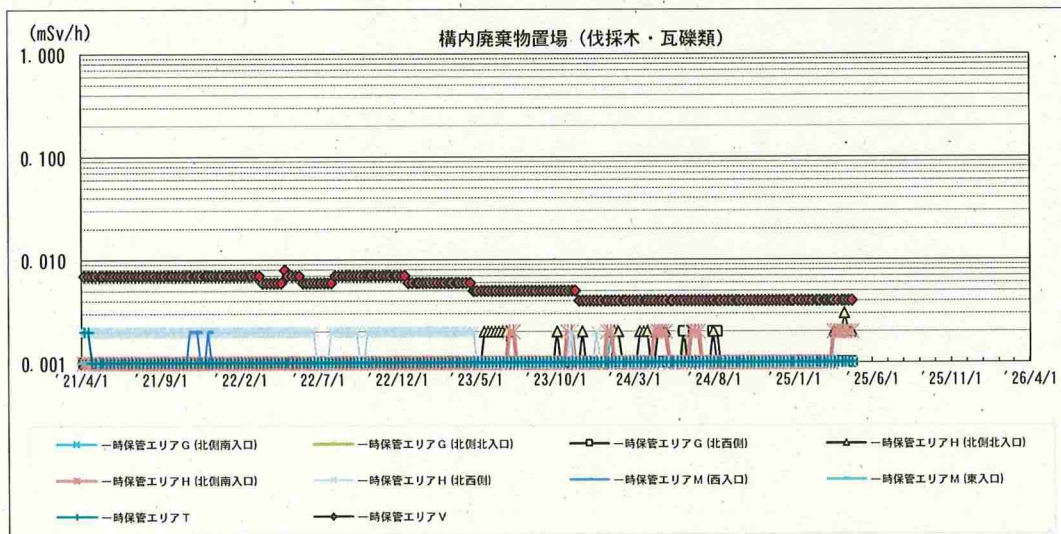 (mSv/h)
構内廃棄物置場（伐採木・瓦礫類）
1.000
0.100
0.010
0.001
'21/4/1 '21/9/1 '22/2/1 '22/7/1 '22/12/1 '23/5/1 '23/10/1 '24/3/1 '24/8/1 '25/1/1 '25/6/1 '25/11/1 '26/4/1
一時保管エリアＧ(北側南入口) 一時保管エリアＧ(北側北入口) 一時保管エリアＧ(北西側) 一時保管エリアＨ(北側北入口)
一時保管エリアＨ(北側南入口) 一時保管エリアＨ(北西側) 一時保管エリアＭ(西入口) 一時保管エリアＭ(東入口)
一時保管エリアＴ 一時保管エリアＶ